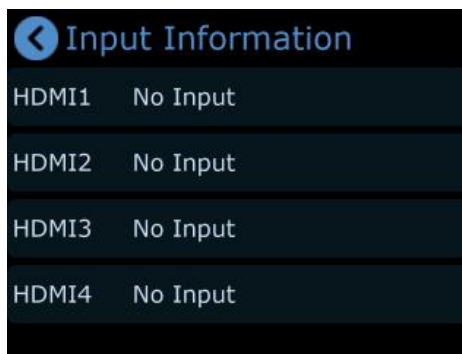 Input Information
HDMI1 No Input
HDMI2 No Input
HDMI3 No Input
HDMI4 No Input